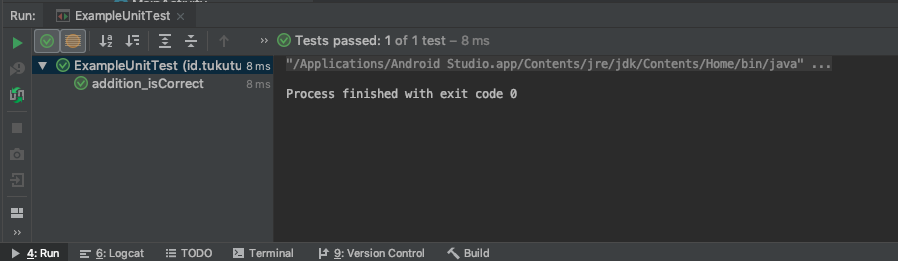 MainActivity
Run: ExampleUnitTest ×
» Tests passed: 1 of 1 test – 8 ms
ExampleUnitTest (id.tukutu 8 ms
addition_isCorrect 8 ms
"/Applications/Android Studio.app/Contents/jre/jdk/Contents/Home/bin/java" ...
Process finished with exit code 0
»
4: Run 6: Logcat TODO Terminal 9: Version Control Build